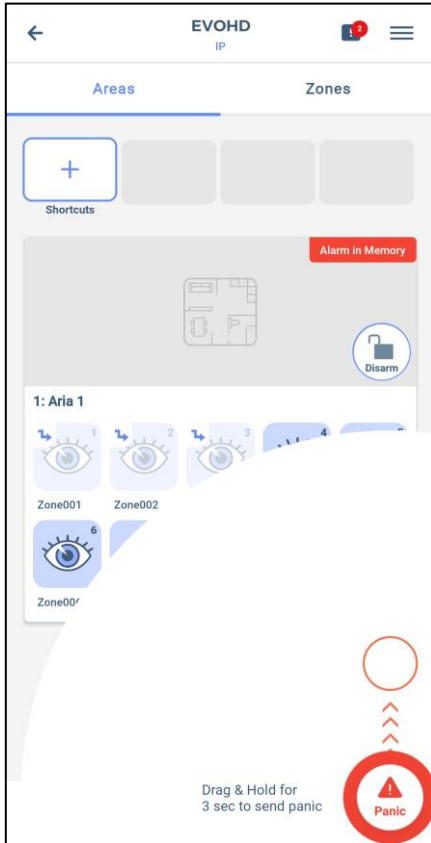 EVOHD
2
IP
Areas
Zones
+
Shortcuts
Alarm in Memory
Disarm
1: Aria 1
1
2
3
4
Zone001
Zone002
6
Drag & Hold for
3 sec to send panic
Panic